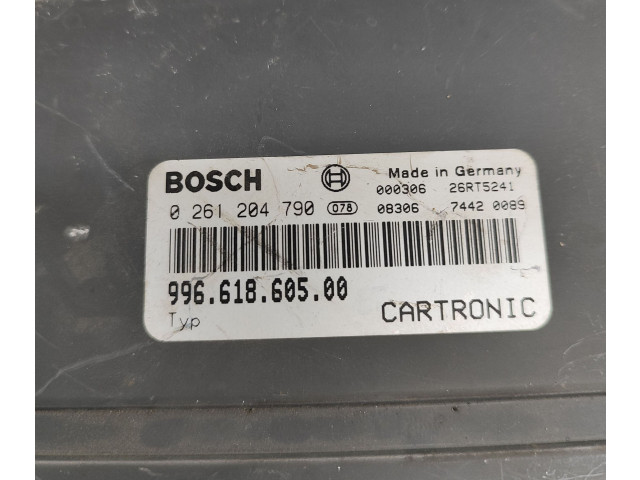 BOSCH Made in Germany
000306 26RT5241
0 261 204 790 078 08306 7442 0089
996.618.605.00
Typ CARTRONIC